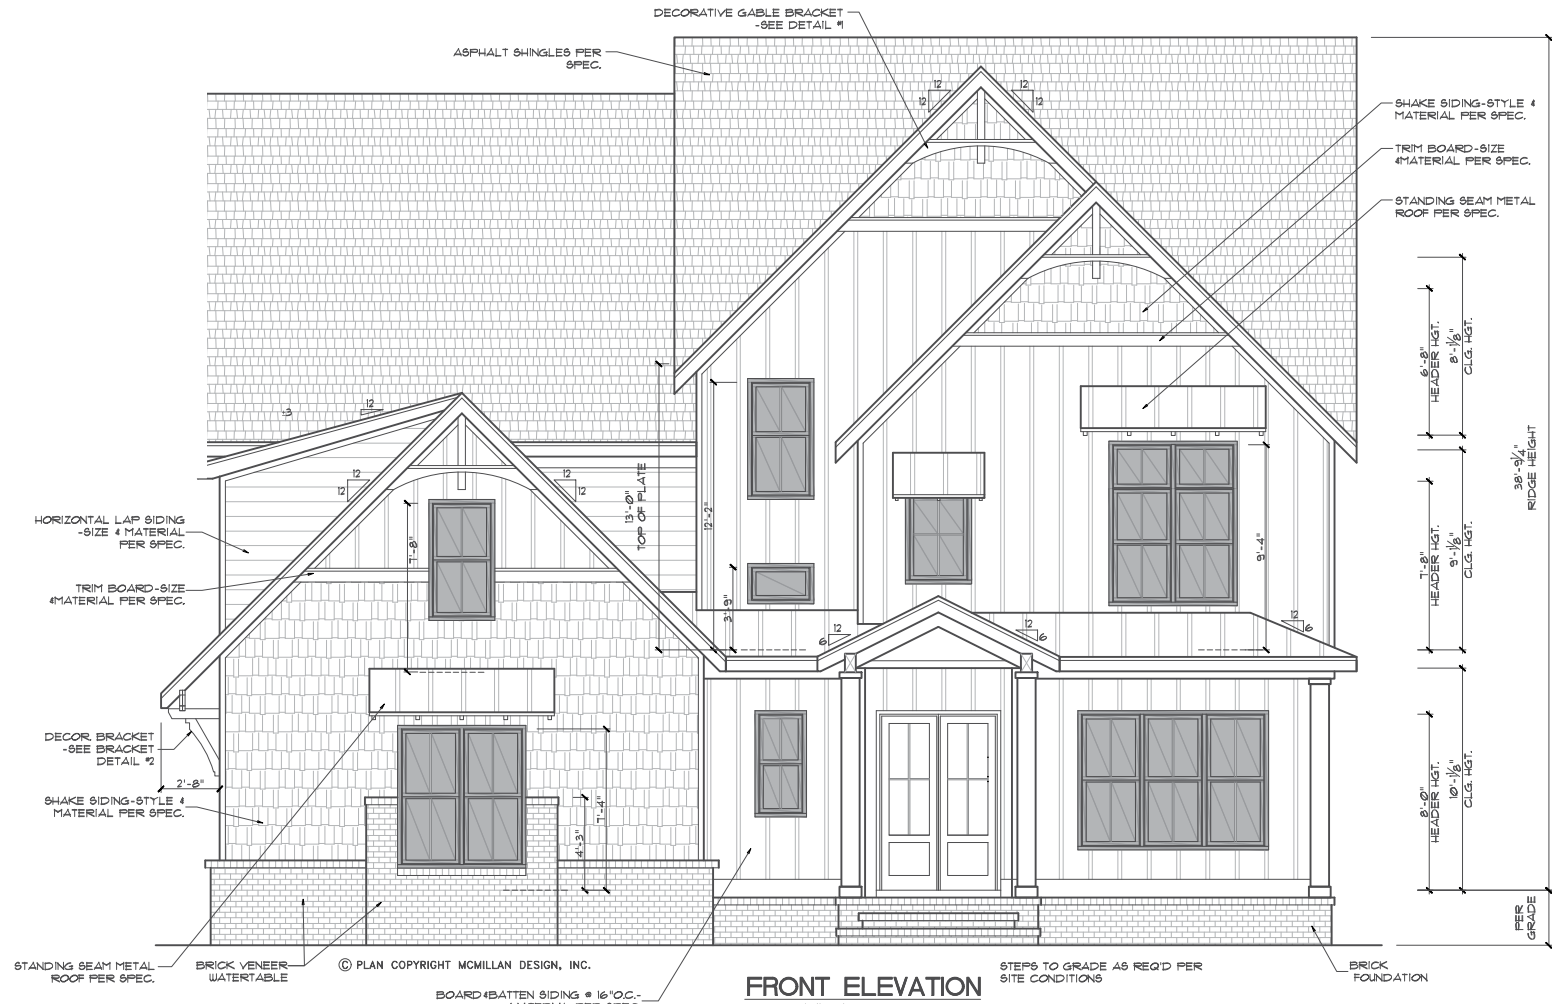 DECORATIVE GABLE BRACKET
-SEE DETAIL #1
ASPHALT SHINGLES PER
SPEC.
12
12
12
12
SHAKE SIDING-STYLE &
MATERIAL PER SPEC.
TRIM BOARD-SIZE
&MATERIAL PER SPEC.
STANDING SEAM METAL
ROOF PER SPEC.
6'-8"
HEADER HGT.
8'-1 1/8"
CLG. HGT.
38'-9 1/4"
RIDGE HEIGHT
3
12
12
12
12
12
13'-0"
TOP OF PLATE
12'-2"
7'-8"
9'-4"
7'-8"
HEADER HGT.
9'-1 1/8"
CLG. HGT.
HORIZONTAL LAP SIDING
-SIZE & MATERIAL
PER SPEC.
TRIM BOARD-SIZE
&MATERIAL PER SPEC.
3'-9"
12
6
12
6
12
6
DECOR. BRACKET
-SEE BRACKET
DETAIL #2
2'-8"
SHAKE SIDING-STYLE &
MATERIAL PER SPEC.
4'-3"
7'-4"
8'-0"
HEADER HGT.
10'-1 1/8"
CLG. HGT.
PER
GRADE
STANDING SEAM METAL
ROOF PER SPEC.
BRICK VENEER
WATERTABLE
© PLAN COPYRIGHT MCMILLAN DESIGN, INC.
BOARD&BATTEN SIDING @ 16"O.C.-
FRONT ELEVATION
STEPS TO GRADE AS REQ'D PER
SITE CONDITIONS
BRICK
FOUNDATION